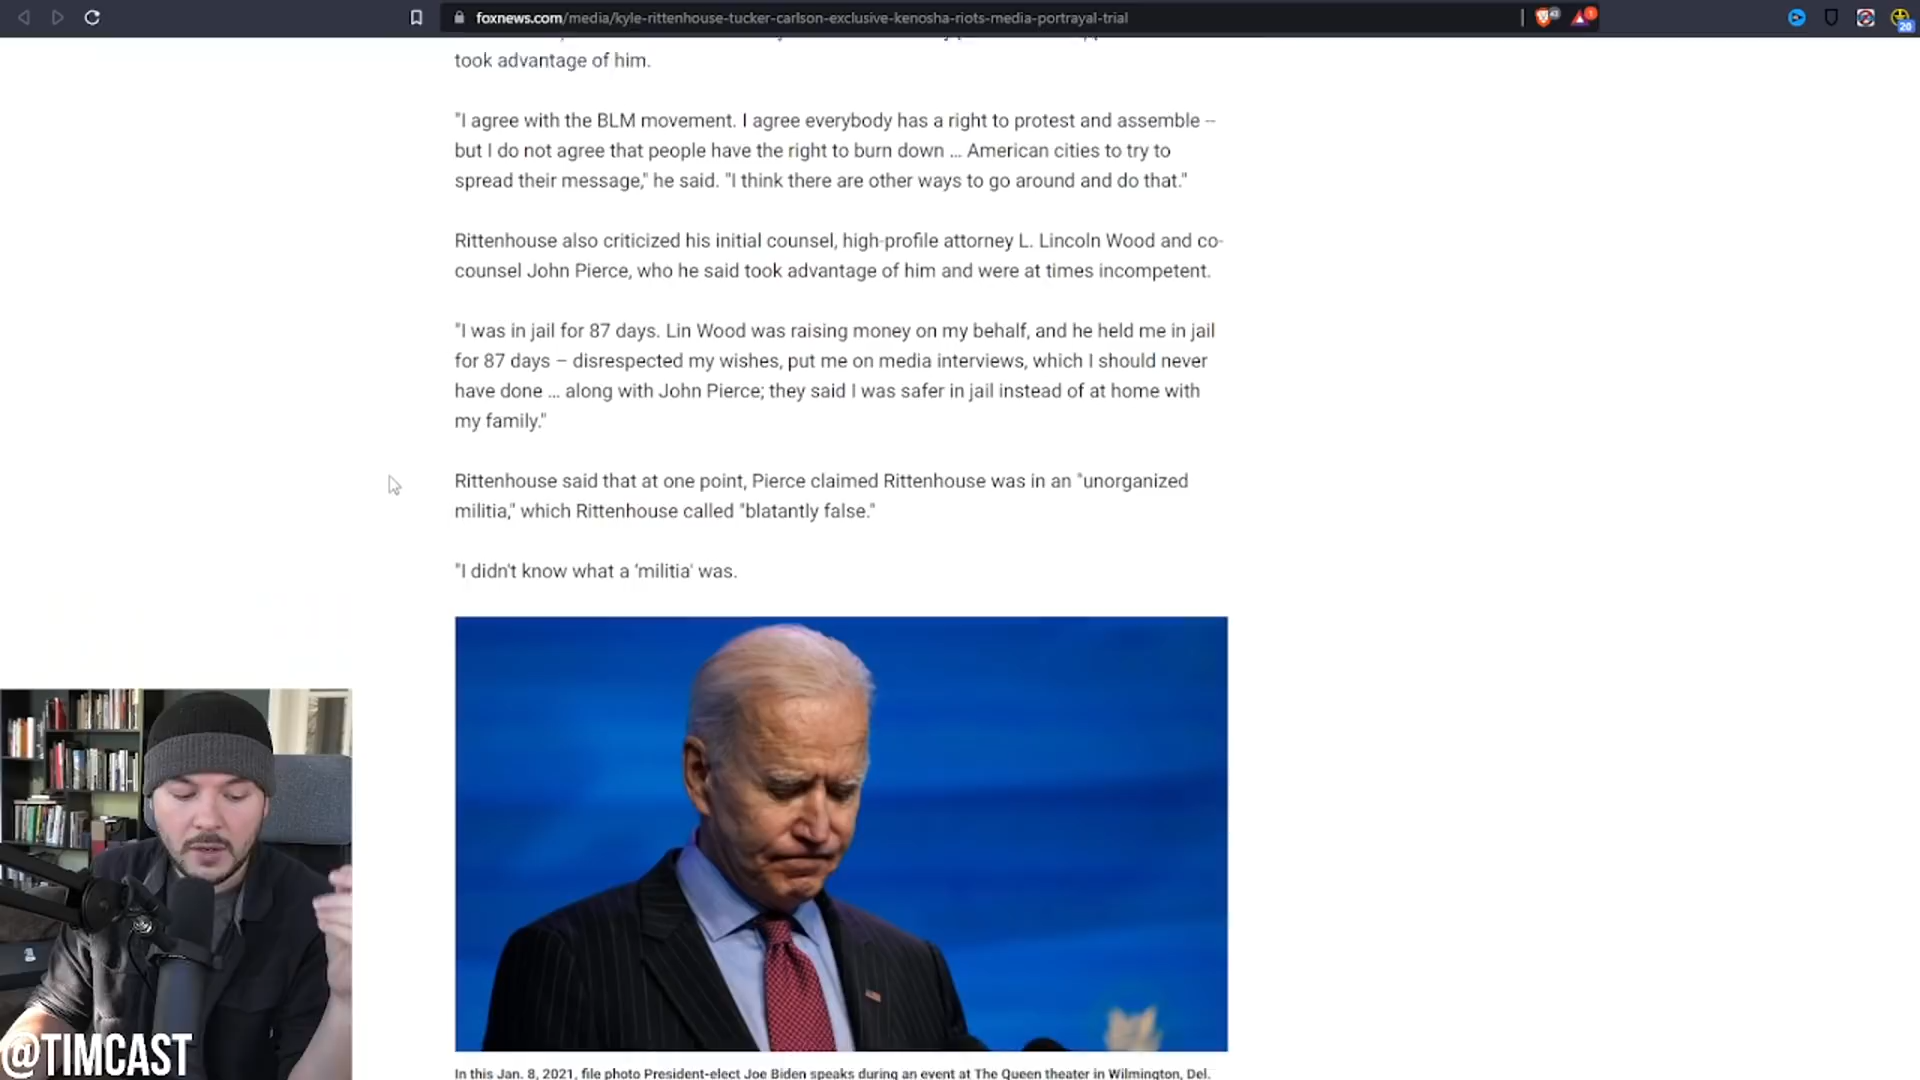 foxnews.com/media/kyle-rittenhouse-tucker-carlson-exclusive-kenosha-riots-media-portrayal-trial
43
1
20
took advantage of him.
"I agree with the BLM movement. I agree everybody has a right to protest and assemble --
but I do not agree that people have the right to burn down … American cities to try to
spread their message," he said. "I think there are other ways to go around and do that."
Rittenhouse also criticized his initial counsel, high-profile attorney L. Lincoln Wood and co-
counsel John Pierce, who he said took advantage of him and were at times incompetent.
"I was in jail for 87 days. Lin Wood was raising money on my behalf, and he held me in jail
for 87 days – disrespected my wishes, put me on media interviews, which I should never
have done … along with John Pierce; they said I was safer in jail instead of at home with
my family."
Rittenhouse said that at one point, Pierce claimed Rittenhouse was in an "unorganized
militia," which Rittenhouse called "blatantly false."
"I didn't know what a 'militia' was.
@TIMCAST
In this Jan. 8, 2021, file photo President-elect Joe Biden speaks during an event at The Queen theater in Wilmington, Del.